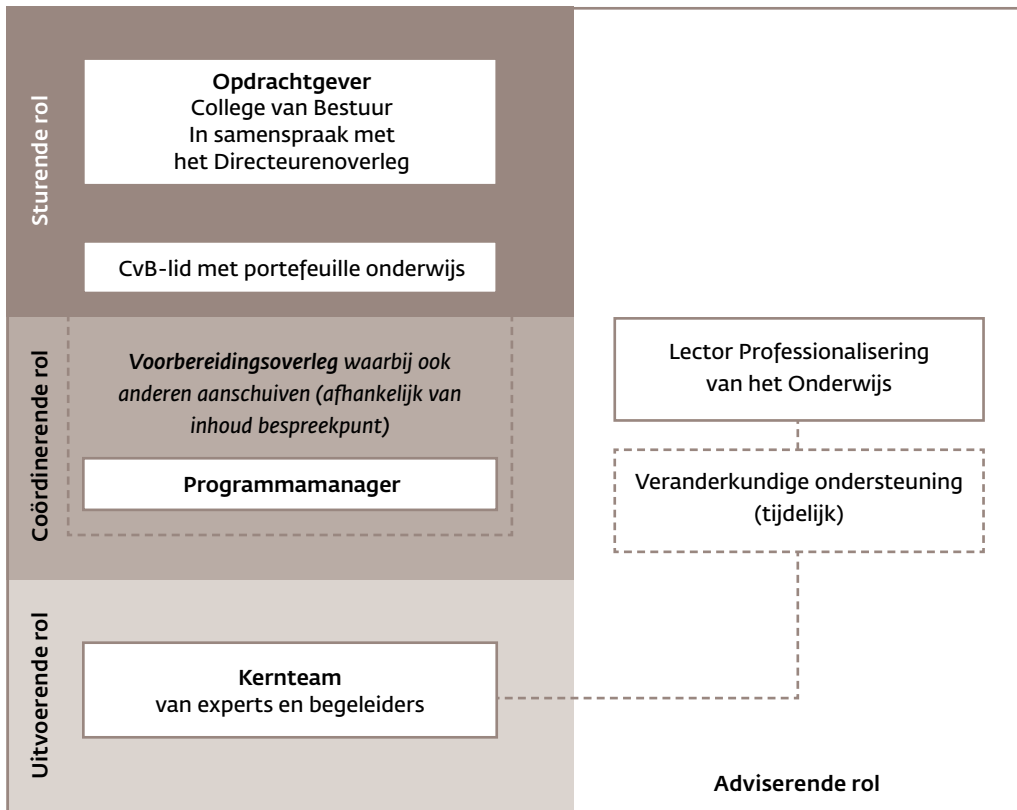 Sturende rol
Opdrachtgever
College van Bestuur
In samenspraak met
het Directeurenoverleg
CvB-lid met portefeuille onderwijs
Coördinerende rol
Voorbereidingsoverleg waarbij ook
anderen aanschuiven (afhankelijk van
inhoud bespreekpunt)
Programmamanager
Uitvoerende rol
Kernteam
van experts en begeleiders
Lector Professionalisering
van het Onderwijs
Veranderkundige ondersteuning
(tijdelijk)
Adviserende rol